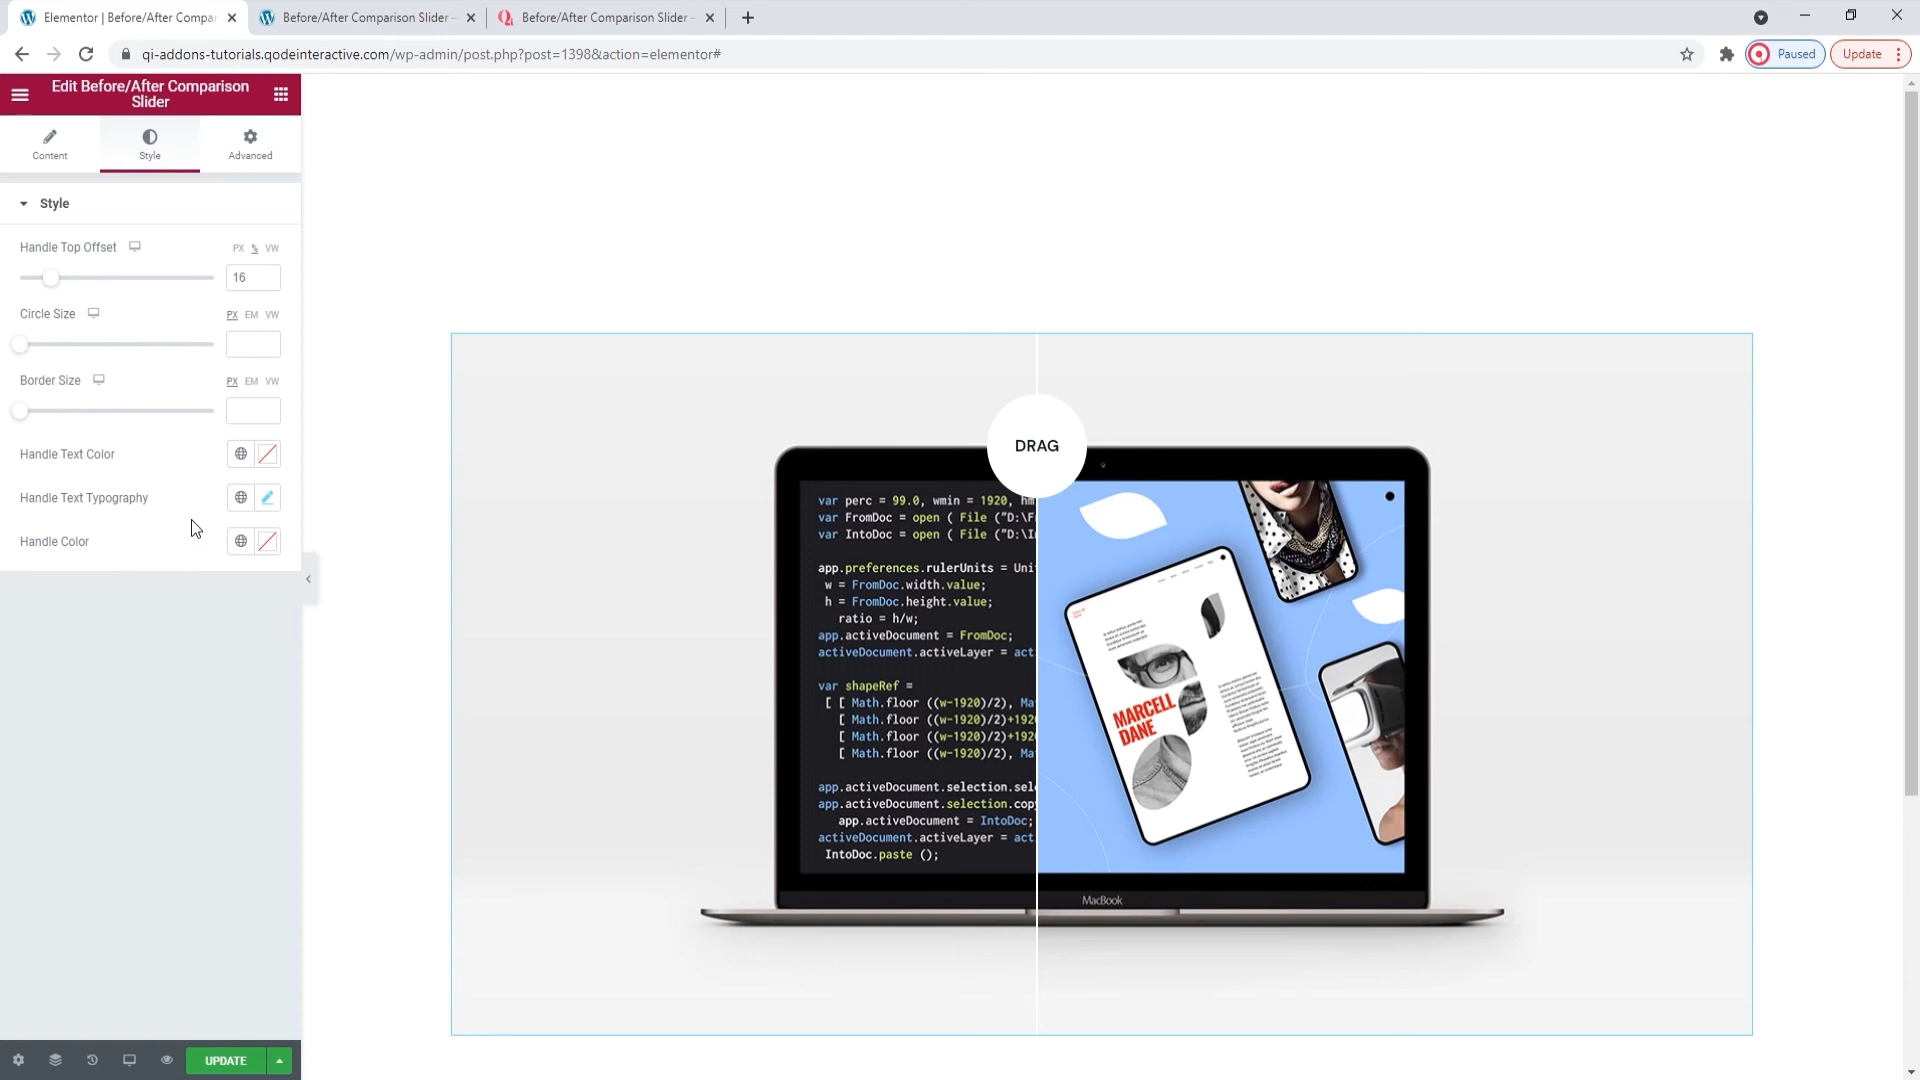 Elementor | Before/After Compar
Before/After Comparison Slider –
Before/After Comparison Slider –
qi-addons-tutorials.qodeinteractive.com/wp-admin/post.php?post=1398&action=elementor#
Paused
Update
Edit Before/After Comparison
Slider
Content
Style
Advanced
Style
Handle Top Offset
PX % VW
16
Circle Size
PX EM VW
Border Size
PX EM VW
Handle Text Color
Handle Text Typography
Handle Color
UPDATE
DRAG
var perc = 99.0, wmin = 1920, hm
var FromDoc = open ( File ("D:\F
var IntoDoc = open ( File ("D:\I
app.preferences.rulerUnits = Uni
w = FromDoc.width.value;
h = FromDoc.height.value;
ratio = h/w;
app.activeDocument = FromDoc;
activeDocument.activeLayer = act
var shapeRef =
[ [ Math.floor ((w-1920)/2), Ma
[ Math.floor ((w-1920)/2)+192
[ Math.floor ((w-1920)/2)+192
[ Math.floor ((w-1920)/2), Ma
app.activeDocument.selection.sel
app.activeDocument.selection.cop
app.activeDocument = IntoDoc;
activeDocument.activeLayer = act
IntoDoc.paste ();
MARCELL
DANE
MacBook